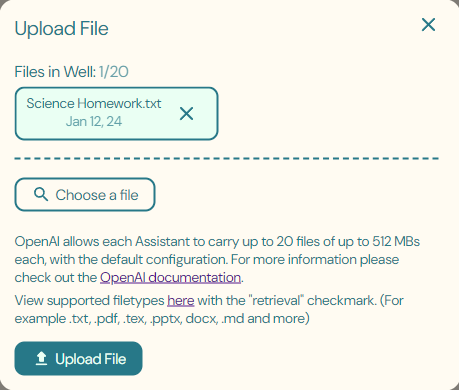 Upload File
Files in Well: 1/20
Science Homework.txt
Jan 12, 24
Choose a file
OpenAI allows each Assistant to carry up to 20 files of up to 512 MBs
each, with the default configuration. For more information please
check out the OpenAI documentation.
View supported filetypes here with the "retrieval" checkmark. (For
example .txt, .pdf, .tex, .pptx, docx, .md and more)
Upload File